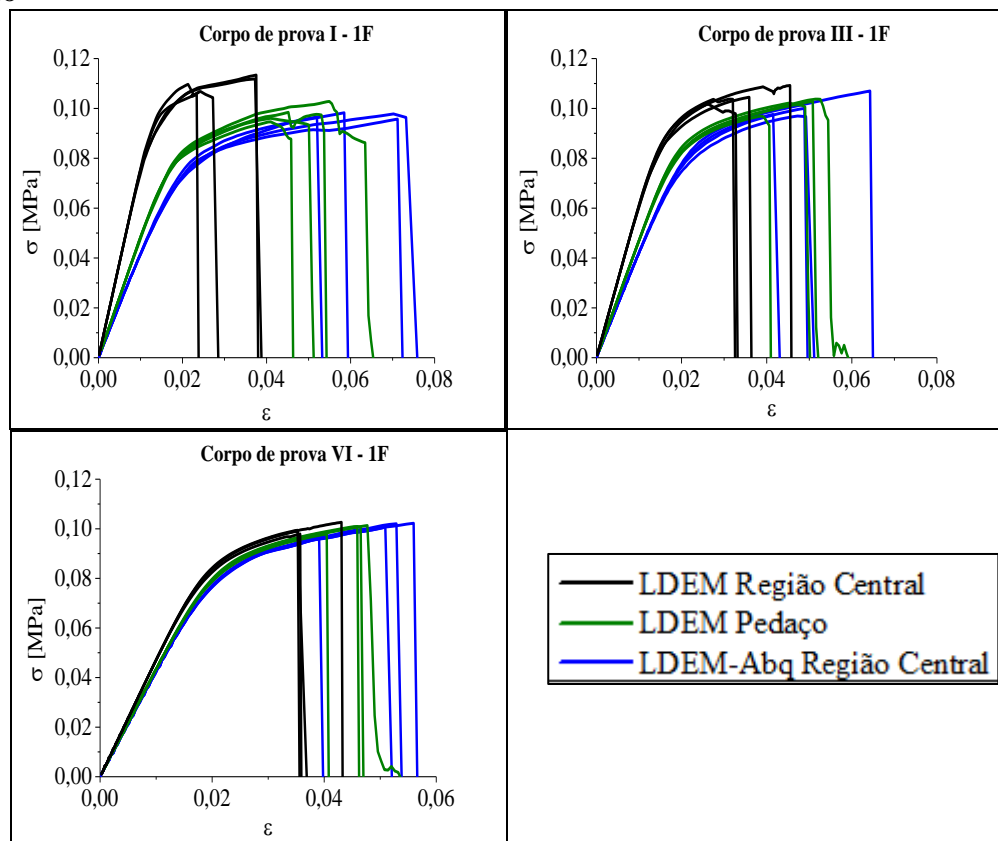 Corpo de prova I - 1F
0,12
0,10
0,08
0,06
0,04
0,02
0,00
σ [MPa]
0,00 0,02 0,04 0,06 0,08
ε
Corpo de prova III - 1F
0,12
0,10
0,08
0,06
0,04
0,02
0,00
σ [MPa]
0,00 0,02 0,04 0,06 0,08
ε
Corpo de prova VI - 1F
0,12
0,10
0,08
0,06
0,04
0,02
0,00
σ [MPa]
0,00 0,02 0,04 0,06
ε
LDEM Região Central
LDEM Pedaço
LDEM-Abq Região Central